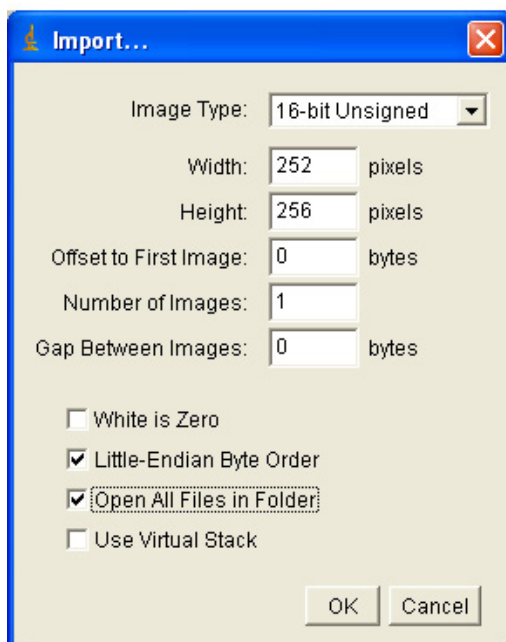 Import...
Image Type: 16-bit Unsigned
Width: 252 pixels
Height: 256 pixels
Offset to First Image: 0 bytes
Number of Images: 1
Gap Between Images: 0 bytes
White is Zero
Little-Endian Byte Order
Open All Files in Folder
Use Virtual Stack
OK Cancel